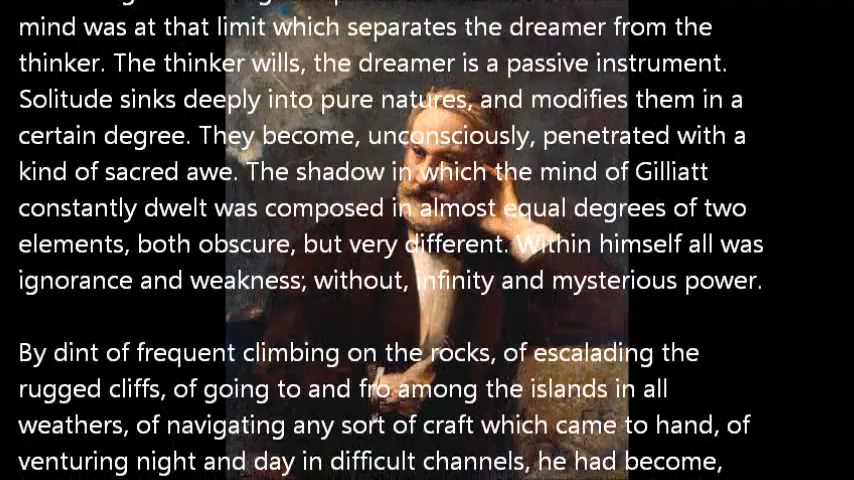 mind was at that limit which separates the dreamer from the
thinker. The thinker wills, the dreamer is a passive instrument.
Solitude sinks deeply into pure natures, and modifies them in a
certain degree. They become, unconsciously, penetrated with a
kind of sacred awe. The shadow in which the mind of Gilliatt
constantly dwelt was composed in almost equal degrees of two
elements, both obscure, but very different. Within himself all was
ignorance and weakness; without, infinity and mysterious power.
By dint of frequent climbing on the rocks, of escalading the
rugged cliffs, of going to and fro among the islands in all
weathers, of navigating any sort of craft which came to hand, of
venturing night and day in difficult channels, he had become,